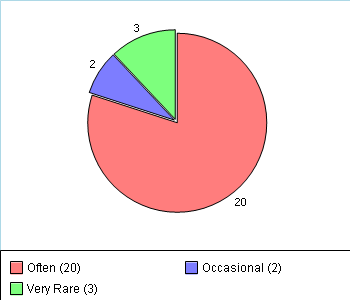 3
2
20
Often (20)
Occasional (2)
Very Rare (3)